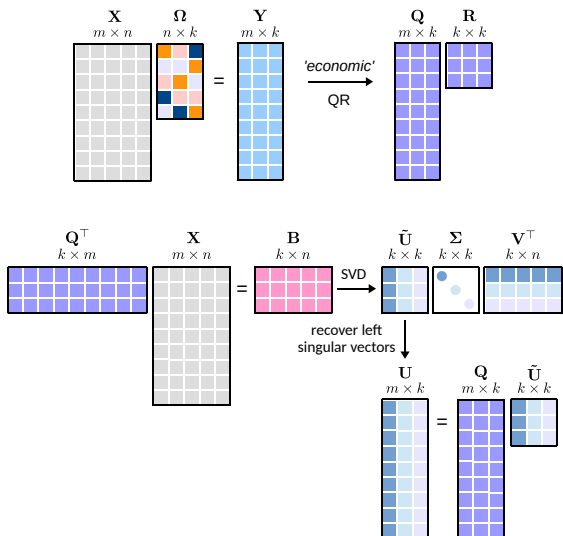 X Ω Y Q R
m × n n × k m × k m × k k × k
=
'economic'
QR
Q⊤ X B Ũ Σ V⊤
k × m m × n k × n k × k k × k k × n
= SVD
recover left
singular vectors
U Q Ũ
m × k m × k k × k
=